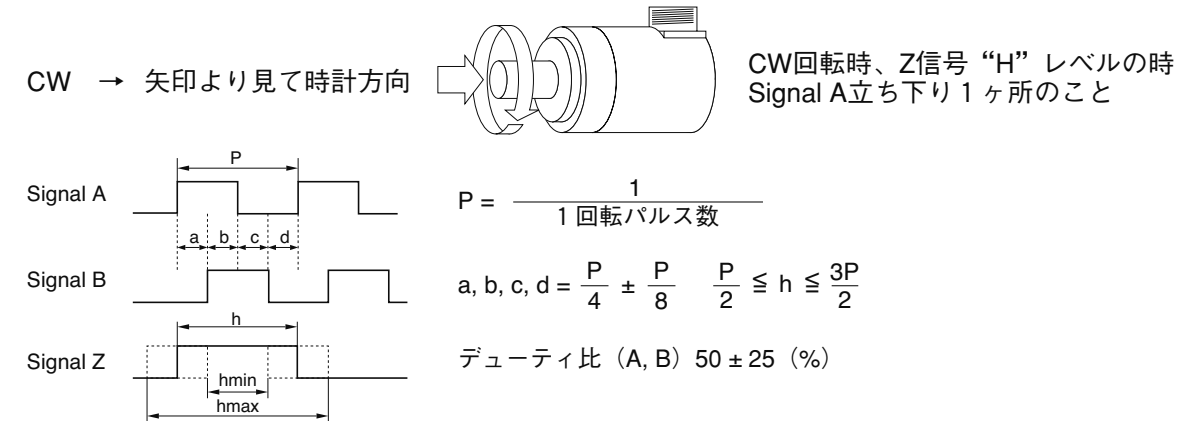 CW → 矢印より見て時計方向
CW回転時、Z信号“H”レベルの時
Signal A立ち下り1ヶ所のこと
P
Signal A
P = 1 / 1回転パルス数
a b c d
Signal B
a, b, c, d = P/4 ± P/8 P/2 ≦ h ≦ 3P/2
h
Signal Z
デューティ比(A, B)50 ± 25(%)
hmin
hmax